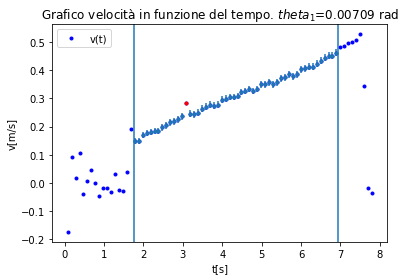 Grafico velocità in funzione del tempo. theta₁=0.00709 rad
v(t)
v[m/s]
0.5
0.4
0.3
0.2
0.1
0.0
−0.1
−0.2
0 1 2 3 4 5 6 7 8
t[s]